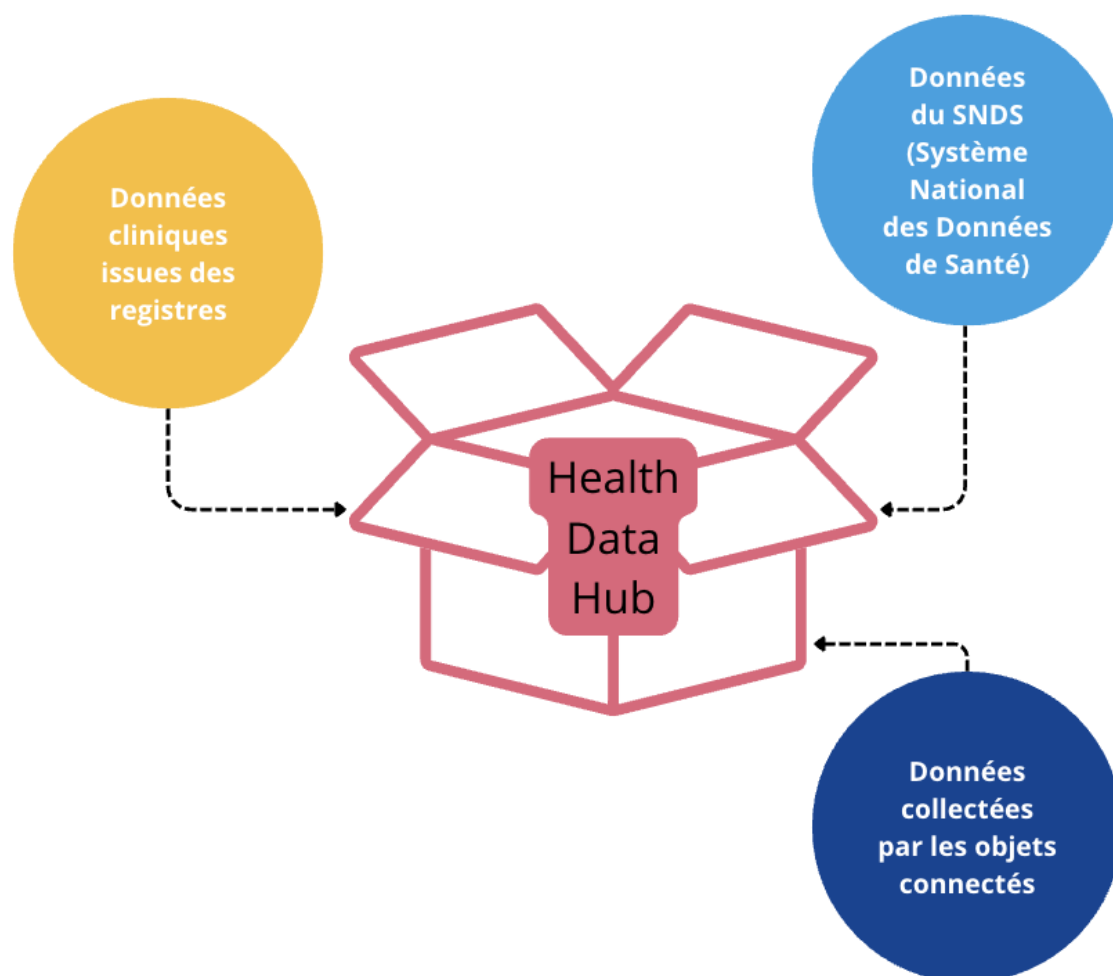 Données
cliniques
issues des
registres
Données
du SNDS
(Système
National
des Données
de Santé)
Health
Data
Hub
Données
collectées
par les objets
connectés